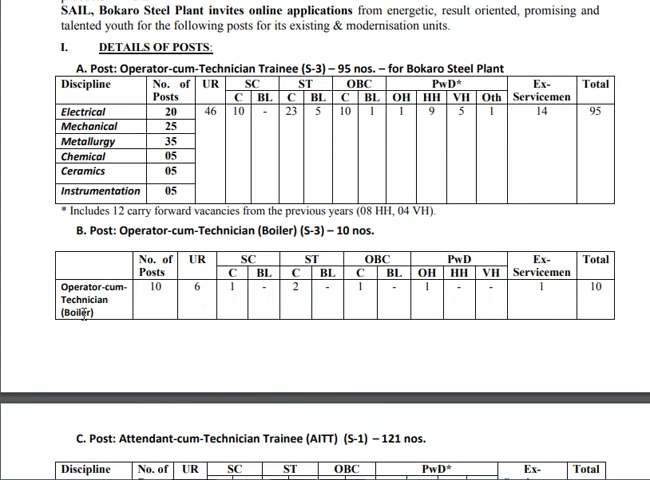 SAIL, Bokaro Steel Plant invites online applications from energetic, result oriented, promising and
talented youth for the following posts for its existing & modernisation units.
I. DETAILS OF POSTS:
A. Post: Operator-cum-Technician Trainee (S-3) – 95 nos. – for Bokaro Steel Plant
Discipline No. of Posts UR SC ST OBC PwD* Ex-Servicemen Total
C BL C BL C BL OH HH VH Oth
Electrical 20 46 10 - 23 5 10 1 1 9 5 1 14 95
Mechanical 25
Metallurgy 35
Chemical 05
Ceramics 05
Instrumentation 05
* Includes 12 carry forward vacancies from the previous years (08 HH, 04 VH).
B. Post: Operator-cum-Technician (Boiler) (S-3) – 10 nos.
No. of Posts UR SC ST OBC PwD Ex-Servicemen Total
C BL C BL C BL OH HH VH
Operator-cum- 10 6 1 - 2 - 1 - 1 - - 1 10
Technician
(Boiler)
C. Post: Attendant-cum-Technician Trainee (AITT) (S-1) – 121 nos.
Discipline No. of UR SC ST OBC PwD* Ex- Total